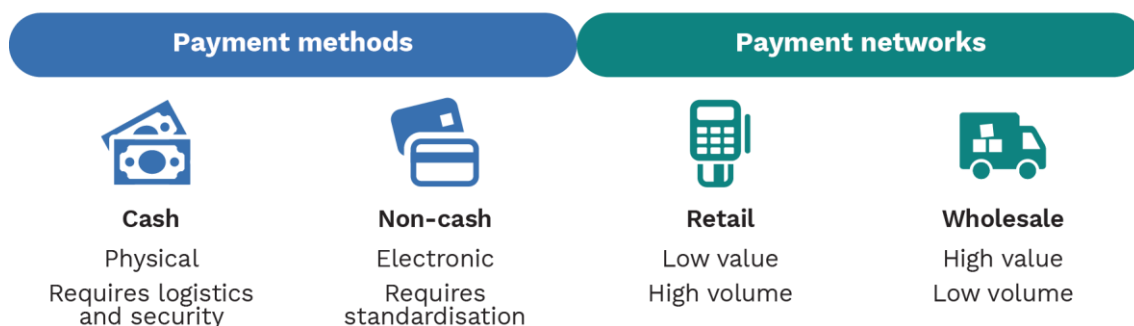 Payment methods
Payment networks
Cash
Physical
Requires logistics
and security
Non-cash
Electronic
Requires
standardisation
Retail
Low value
High volume
Wholesale
High value
Low volume